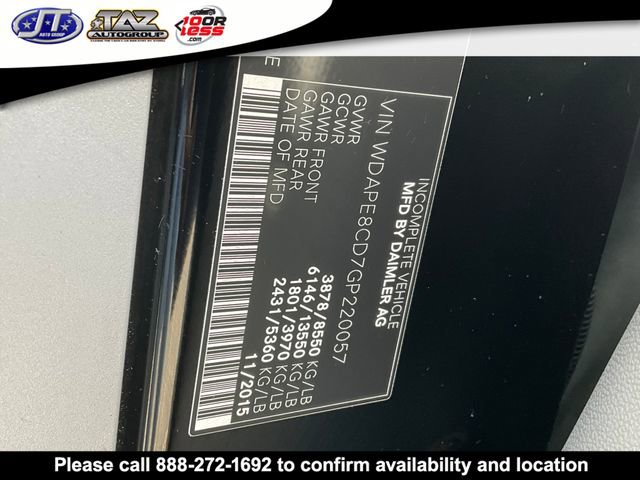 JT
AUTO GROUP
TAZ
AUTOGROUP
10 OR LESS.com
INCOMPLETE VEHICLE
MFD BY DAIMLER AG
VIN WDAPE8CD7GP220057
GVWR 3878/8550 KG/LB
GCWR 6146/13550 KG/LB
GAWR FRONT 1801/3970 KG/LB
GAWR REAR 2431/5360 KG/LB
DATE OF MFD 11/2015
E
Please call 888-272-1692 to confirm availability and location